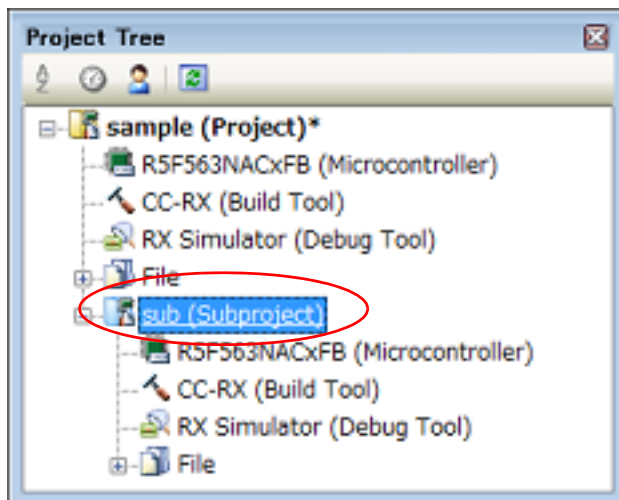 Project Tree
sample (Project)*
R5F563NACxFB (Microcontroller)
CC-RX (Build Tool)
RX Simulator (Debug Tool)
File
sub (Subproject)
R5F563NACxFB (Microcontroller)
CC-RX (Build Tool)
RX Simulator (Debug Tool)
File